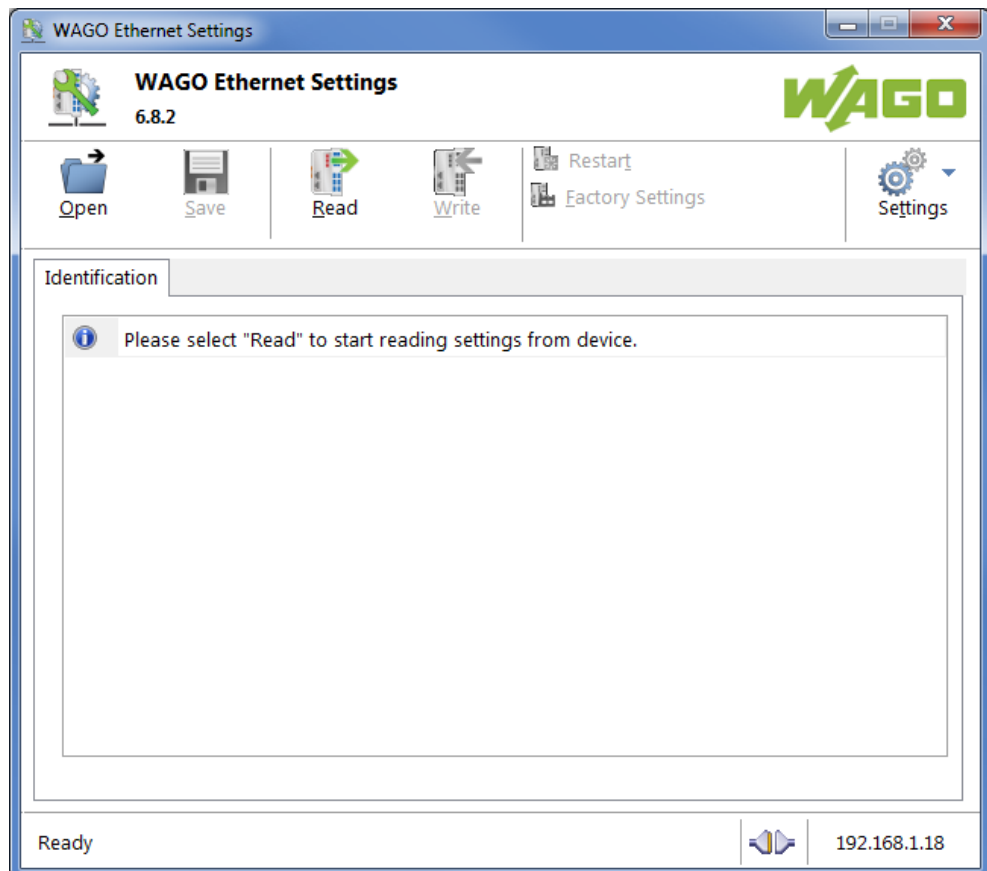 WAGO Ethernet Settings
WAGO Ethernet Settings
6.8.2
WAGO
Open
Save
Read
Write
Restart
Factory Settings
Settings
Identification
Please select "Read" to start reading settings from device.
Ready
192.168.1.18